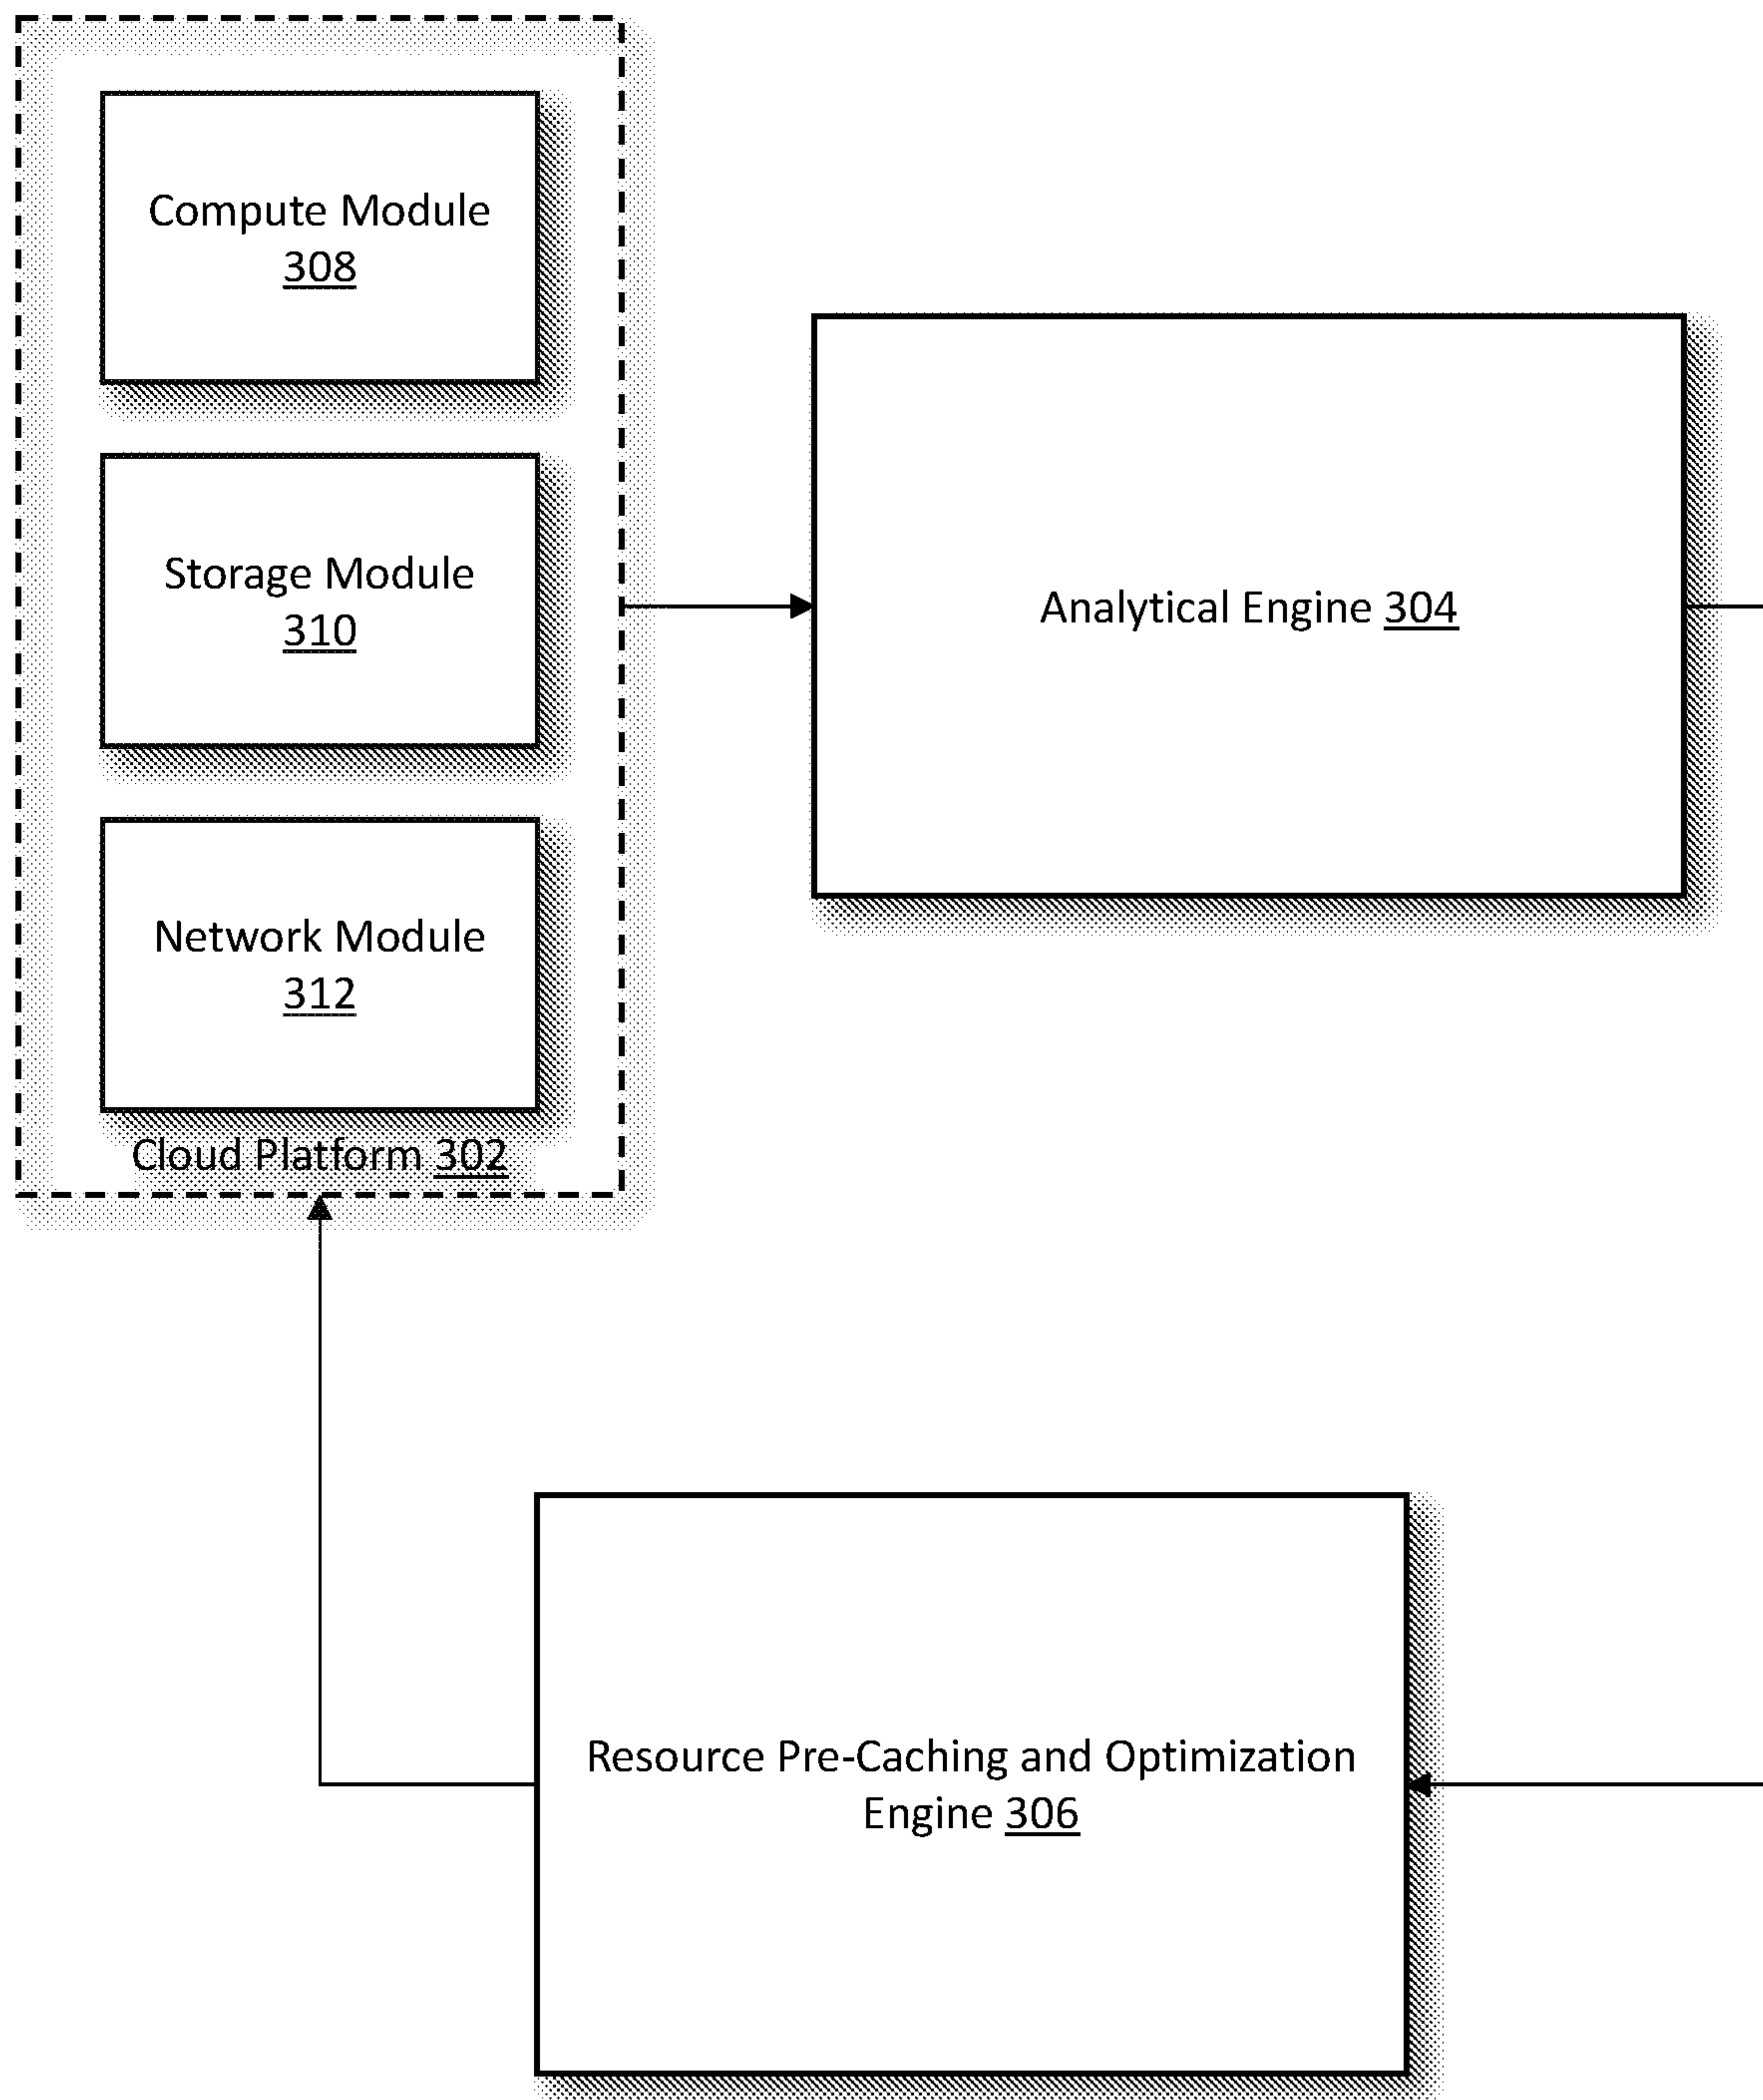 Compute Module
308
Storage Module
310
Network Module
312
Cloud Platform 302
Analytical Engine 304
Resource Pre-Caching and Optimization
Engine 306